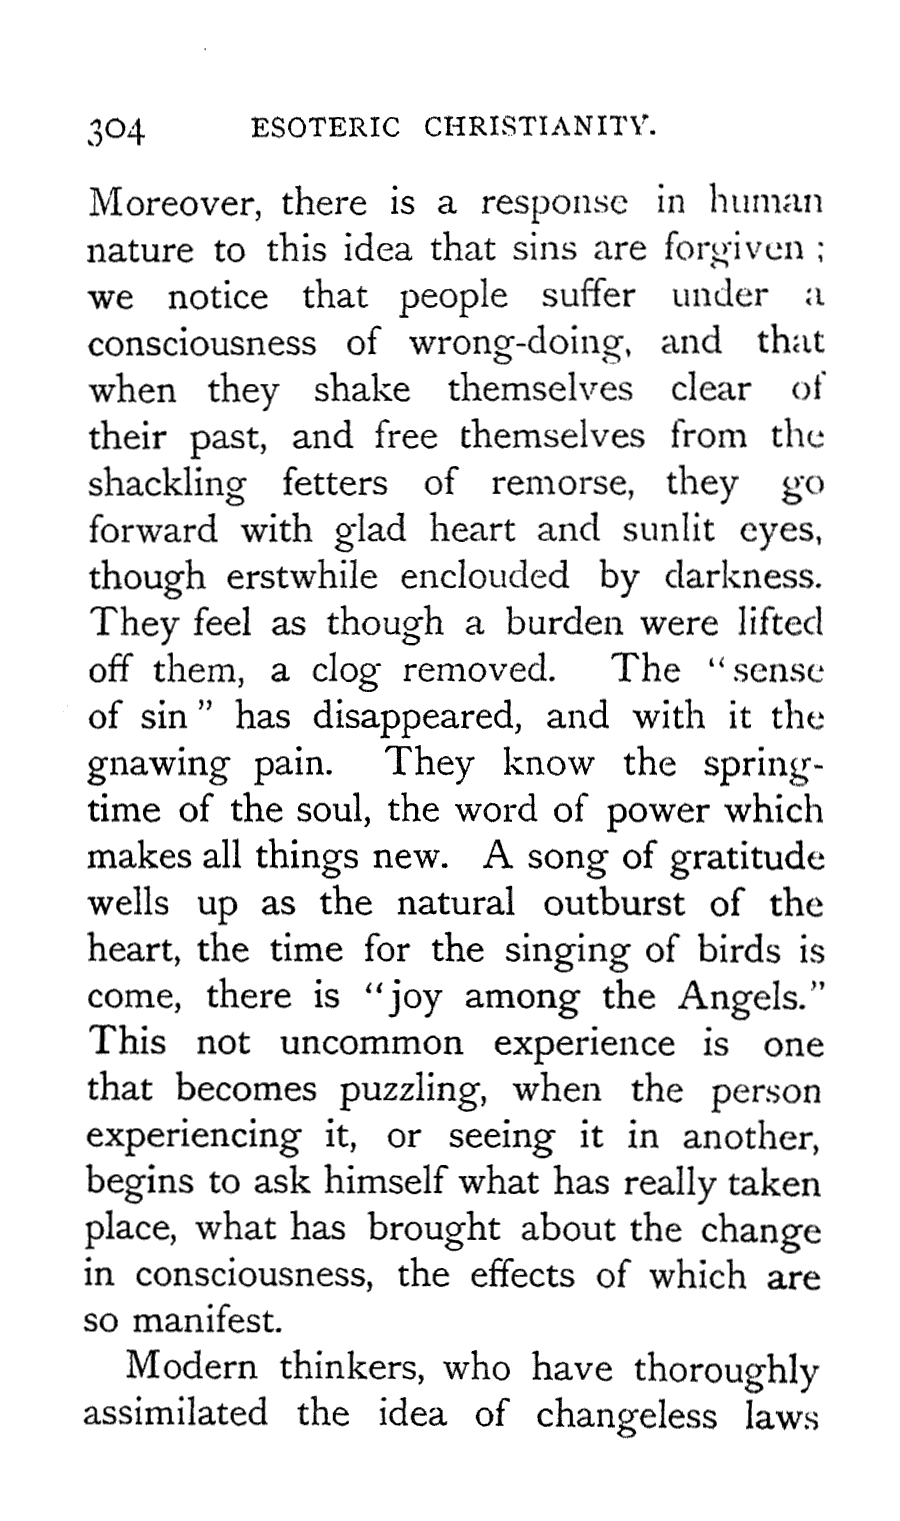 304 ESOTERIC CHRISTIANITY.
Moreover, there is a response in human
nature to this idea that sins are forgiven ;
we notice that people suffer under a
consciousness of wrong-doing, and that
when they shake themselves clear of
their past, and free themselves from the
shackling fetters of remorse, they go
forward with glad heart and sunlit eyes,
though erstwhile enclouded by darkness.
They feel as though a burden were lifted
off them, a clog removed. The “sense
of sin” has disappeared, and with it the
gnawing pain. They know the spring-
time of the soul, the word of power which
makes all things new. A song of gratitude
wells up as the natural outburst of the
heart, the time for the singing of birds is
come, there is “joy among the Angels.”
This not uncommon experience is one
that becomes puzzling, when the person
experiencing it, or seeing it in another,
begins to ask himself what has really taken
place, what has brought about the change
in consciousness, the effects of which are
so manifest.
Modern thinkers, who have thoroughly
assimilated the idea of changeless laws